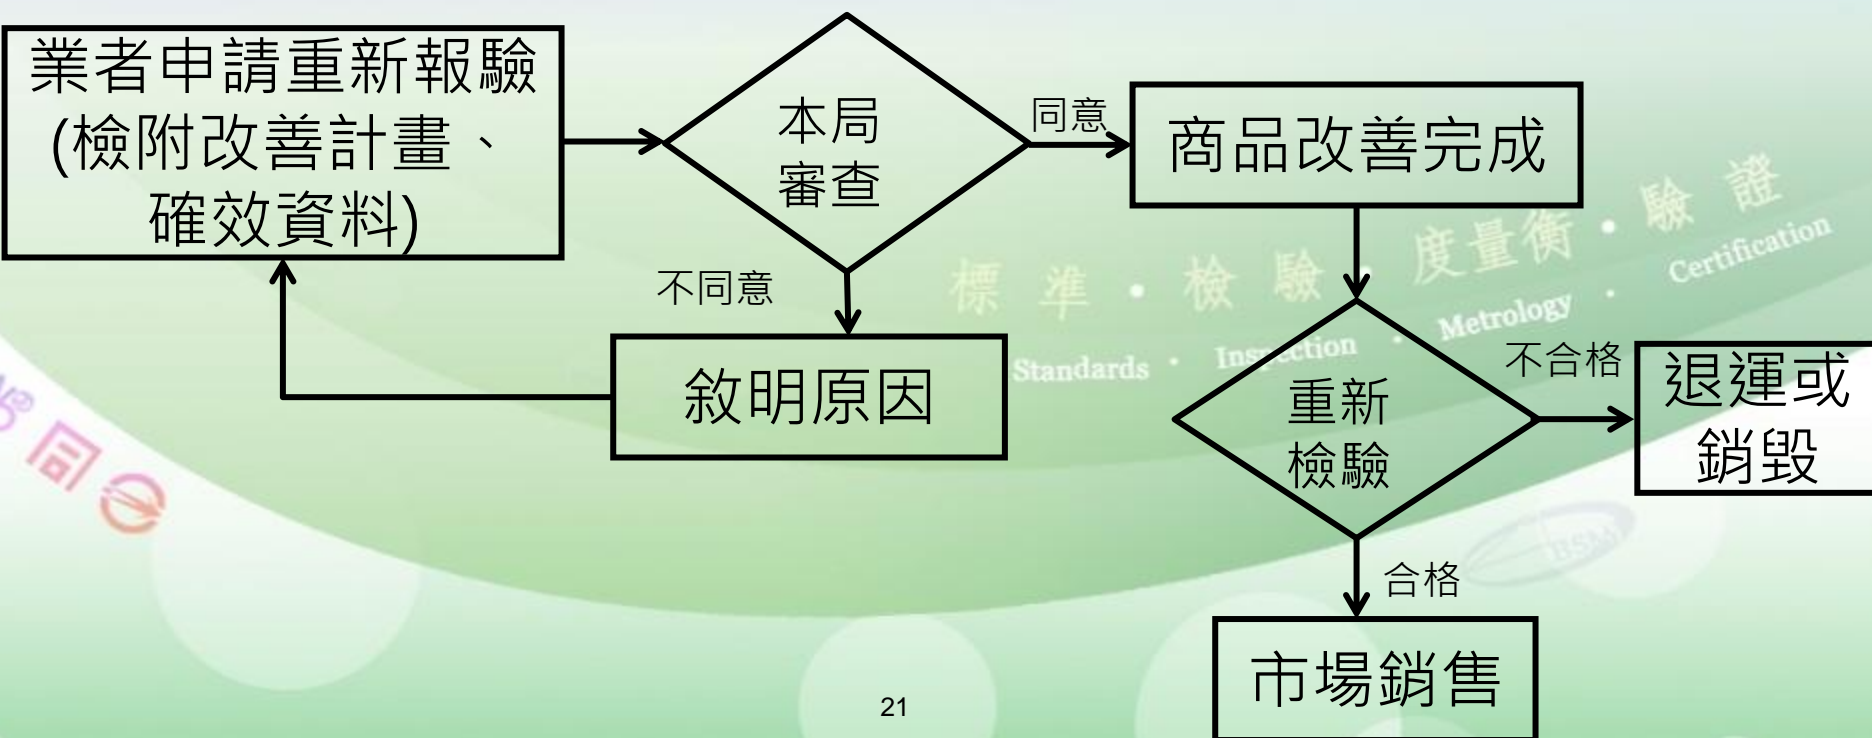 業者申請重新報驗
(檢附改善計畫、
確效資料)
本局
審查
同意
商品改善完成
不同意
敘明原因
標 準 • 檢 驗 • 度量衡 • 驗 證
Standards • Inspection • Metrology • Certification
重新
檢驗
不合格
退運或
銷毀
同
BSMI
合格
市場銷售
21